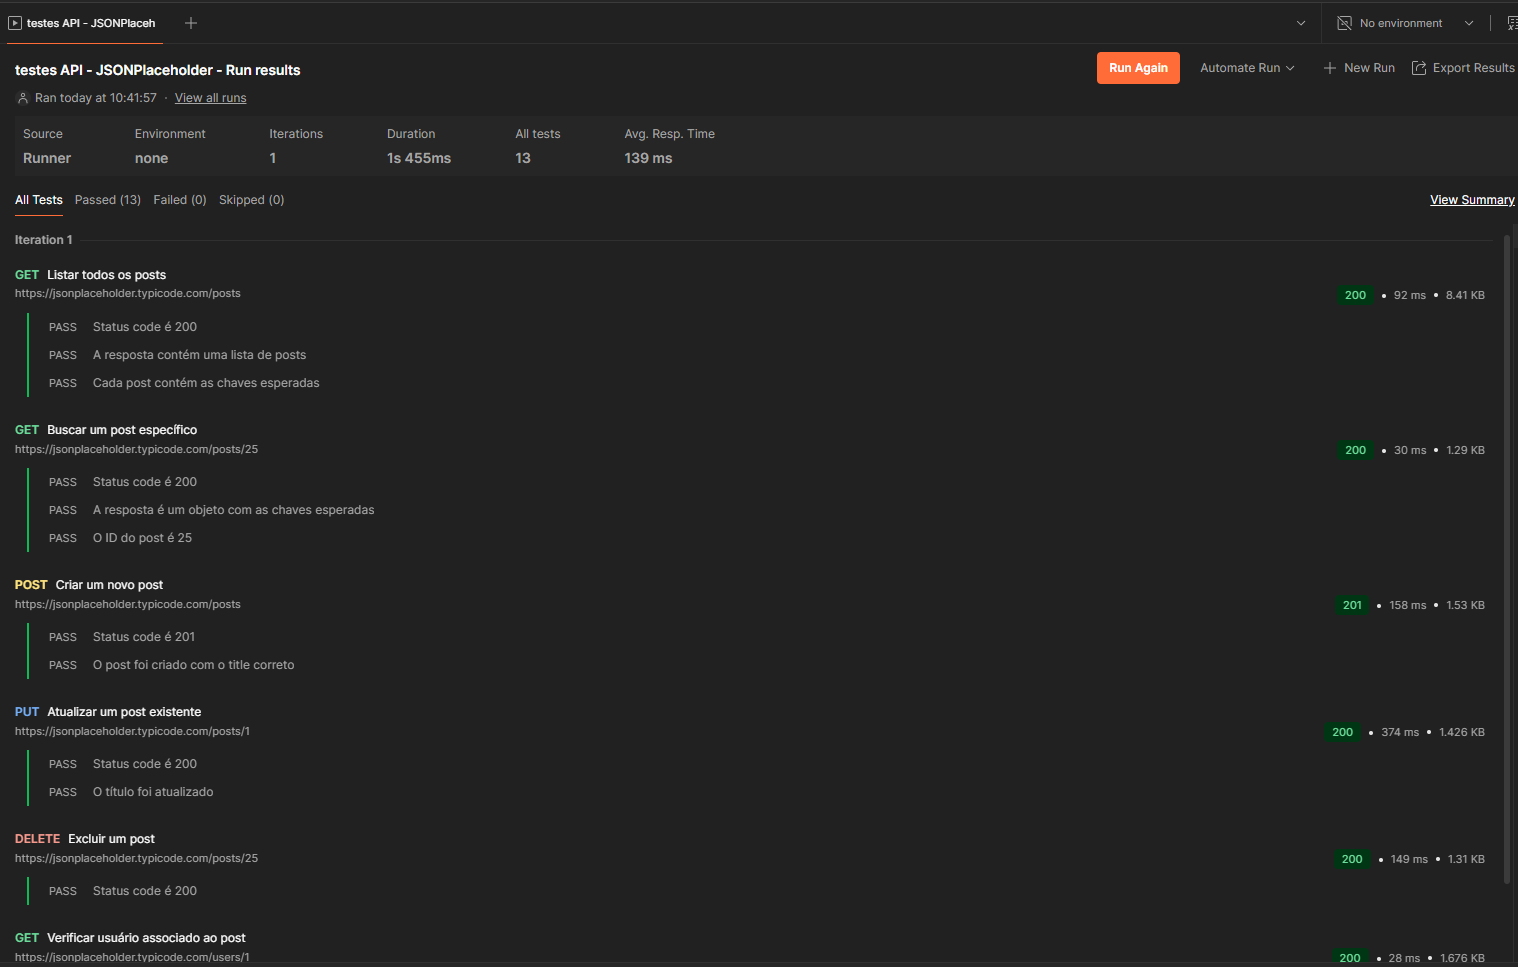 testes API - JSONPlaceh
No environment
testes API - JSONPlaceholder - Run results
Run Again
Automate Run
New Run
Export Results
Ran today at 10:41:57 · View all runs
Source Environment Iterations Duration All tests Avg. Resp. Time
Runner none 1 1s 455ms 13 139 ms
All Tests Passed (13) Failed (0) Skipped (0) View Summary
Iteration 1
GET Listar todos os posts
https://jsonplaceholder.typicode.com/posts
200 • 92 ms • 8.41 KB
PASS Status code é 200
PASS A resposta contém uma lista de posts
PASS Cada post contém as chaves esperadas
GET Buscar um post específico
https://jsonplaceholder.typicode.com/posts/25
200 • 30 ms • 1.29 KB
PASS Status code é 200
PASS A resposta é um objeto com as chaves esperadas
PASS O ID do post é 25
POST Criar um novo post
https://jsonplaceholder.typicode.com/posts
201 • 158 ms • 1.53 KB
PASS Status code é 201
PASS O post foi criado com o title correto
PUT Atualizar um post existente
https://jsonplaceholder.typicode.com/posts/1
200 • 374 ms • 1.426 KB
PASS Status code é 200
PASS O título foi atualizado
DELETE Excluir um post
https://jsonplaceholder.typicode.com/posts/25
200 • 149 ms • 1.31 KB
PASS Status code é 200
GET Verificar usuário associado ao post
https://jsonplaceholder.typicode.com/users/1
200 • 28 ms • 1.676 KB